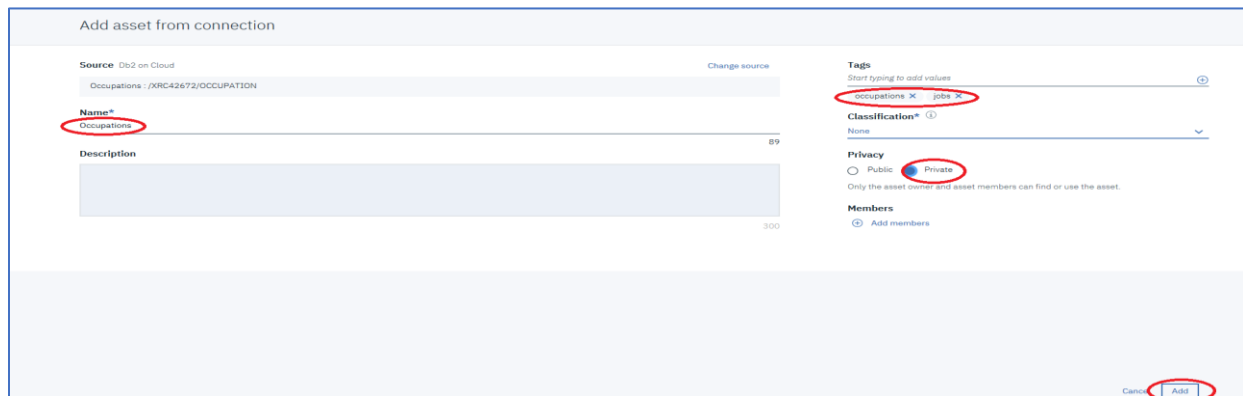 Add asset from connection
Source Db2 on Cloud
Change source
Occupations : /XRC42672/OCCUPATION
Name*
Occupations
89
Description
300
Tags
Start typing to add values
occupations X jobs X
Classification*
None
Privacy
Public Private
Only the asset owner and asset members can find or use the asset.
Members
Add members
Cancel Add